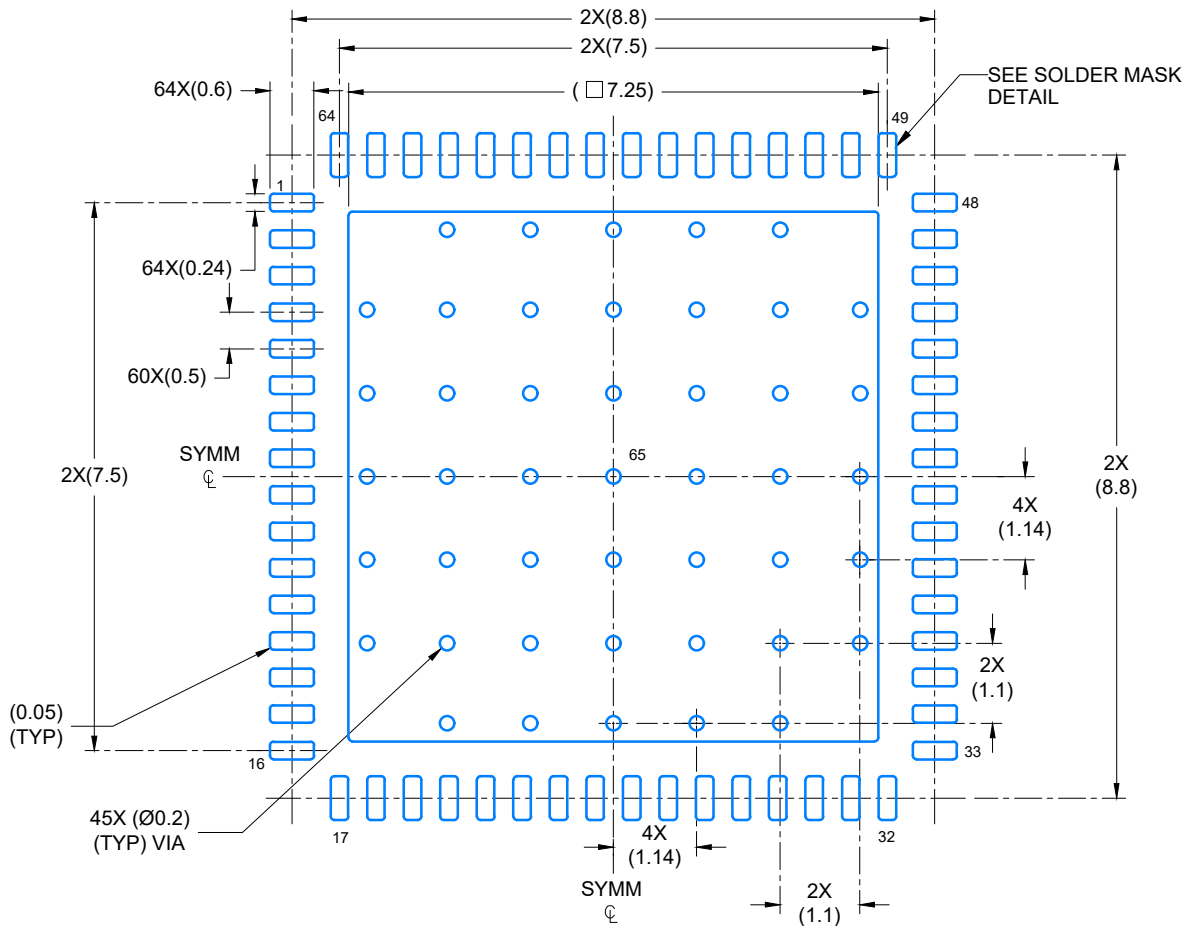 2X(8.8)
2X(7.5)
64X(0.6)
( □ 7.25)
SEE SOLDER MASK
DETAIL
64
49
1
48
64X(0.24)
60X(0.5)
SYMM
℄
65
2X(7.5)
2X
(8.8)
4X
(1.14)
2X
(1.1)
(0.05)
(TYP)
16
33
45X (Ø0.2)
(TYP) VIA
17
32
4X
(1.14)
SYMM
℄
2X
(1.1)